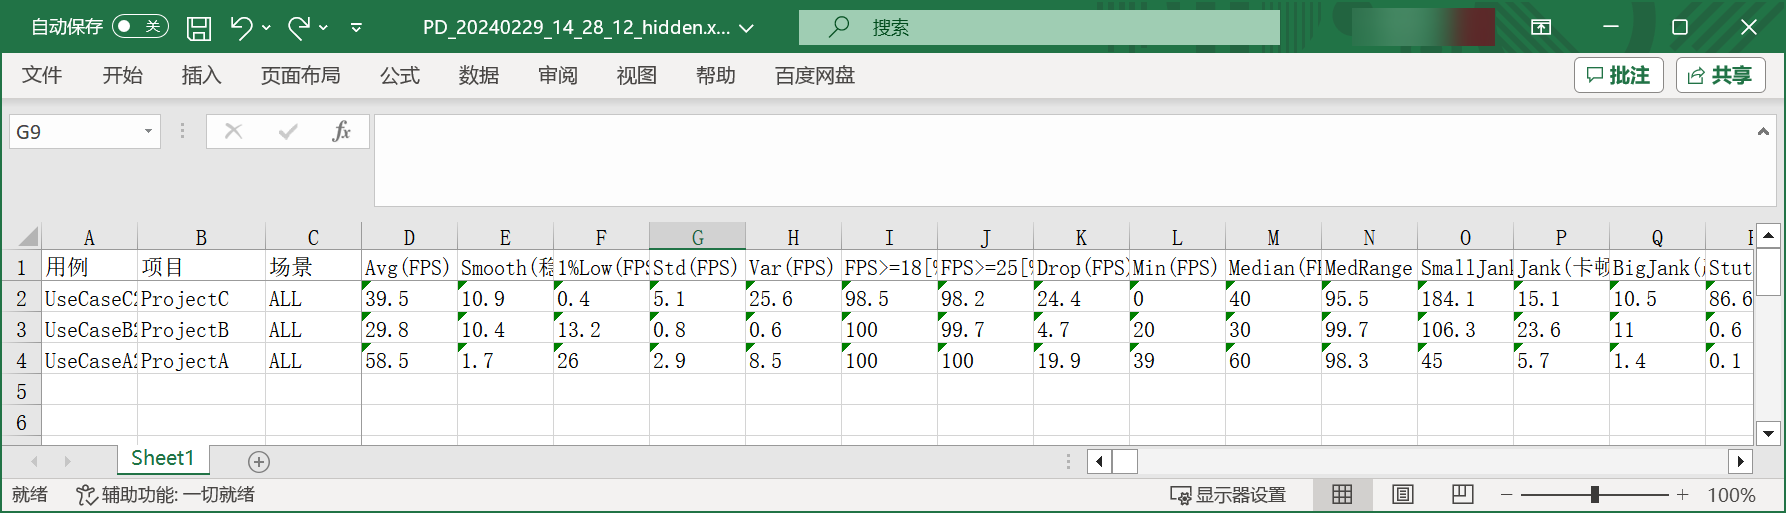 自动保存 关 PD_20240229_14_28_12_hidden.x... 搜索
文件 开始 插入 页面布局 公式 数据 审阅 视图 帮助 百度网盘 批注 共享
G9 fx
A B C D E F G H I J K L M N O P Q
1 用例 项目 场景 Avg(FPS) Smooth(稳 1%Low(FPS Std(FPS) Var(FPS) FPS>=18[% FPS>=25[% Drop(FPS) Min(FPS) Median(FP MedRange SmallJank Jank(卡顿 BigJank( Stut
2 UseCaseC2 ProjectC ALL 39.5 10.9 0.4 5.1 25.6 98.5 98.2 24.4 0 40 95.5 184.1 15.1 10.5 86.6
3 UseCaseB2 ProjectB ALL 29.8 10.4 13.2 0.8 0.6 100 99.7 4.7 20 30 99.7 106.3 23.6 11 0.6
4 UseCaseA2 ProjectA ALL 58.5 1.7 26 2.9 8.5 100 100 19.9 39 60 98.3 45 5.7 1.4 0.1
5
6
Sheet1
就绪 辅助功能: 一切就绪 显示器设置 100%